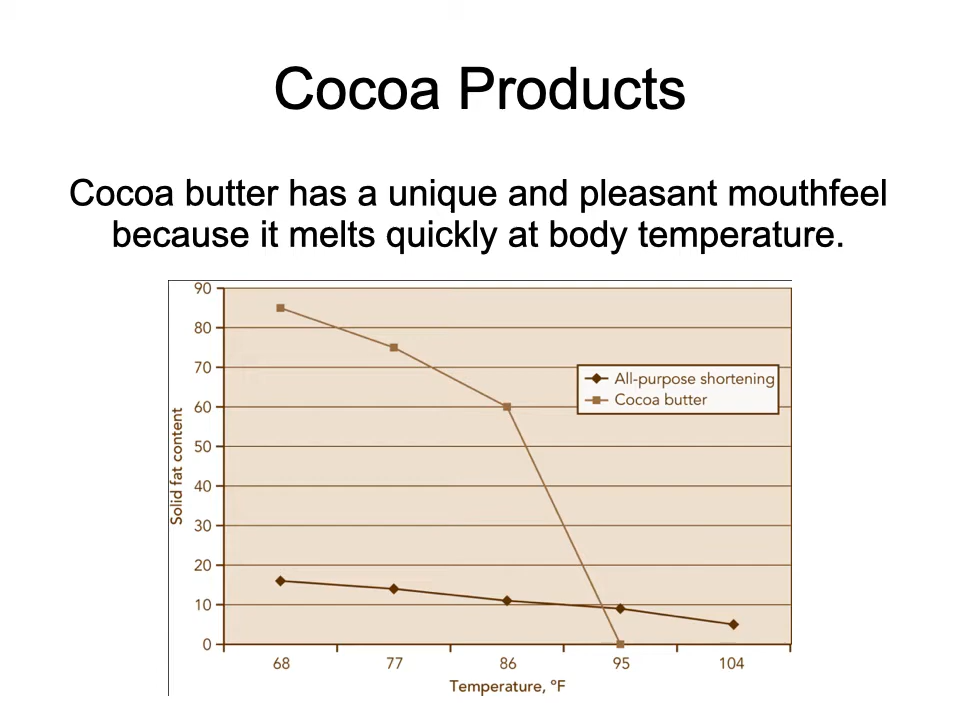 Cocoa Products
Cocoa butter has a unique and pleasant mouthfeel
because it melts quickly at body temperature.
90
80
70
60
50
40
30
20
10
0
Solid fat content
All-purpose shortening
Cocoa butter
68 77 86 95 104
Temperature, ºF